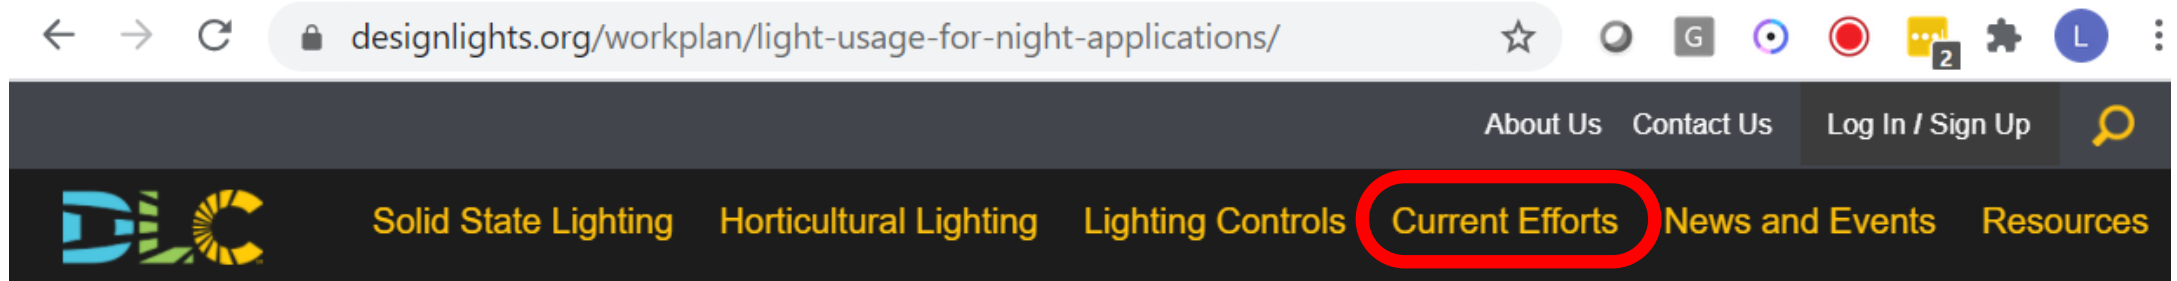 designlights.org/workplan/light-usage-for-night-applications/ G 2 L
About Us Contact Us Log In / Sign Up
DLC Solid State Lighting Horticultural Lighting Lighting Controls Current Efforts News and Events Resources